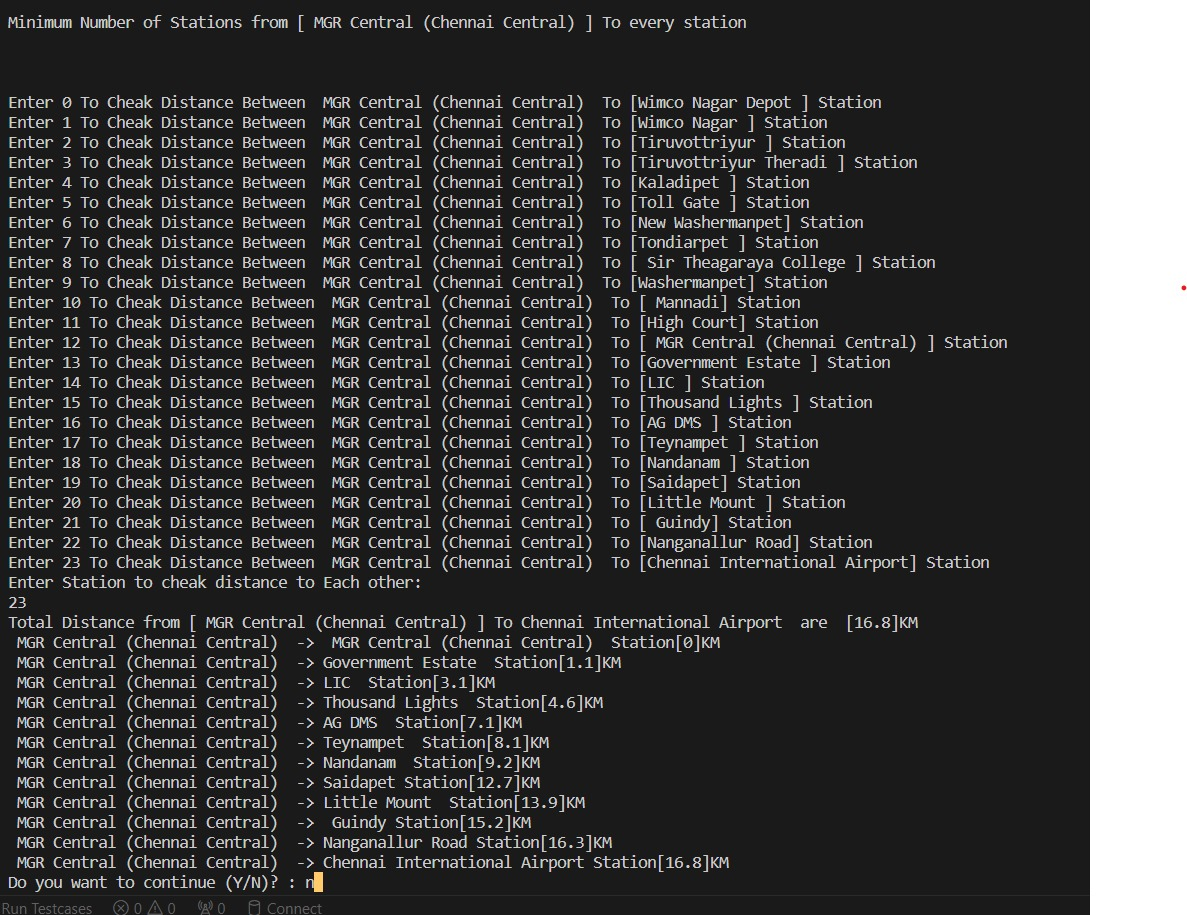 Minimum Number of Stations from [ MGR Central (Chennai Central) ] To every station
Enter 0 To Cheak Distance Between  MGR Central (Chennai Central)  To [Wimco Nagar Depot ] Station
Enter 1 To Cheak Distance Between  MGR Central (Chennai Central)  To [Wimco Nagar ] Station
Enter 2 To Cheak Distance Between  MGR Central (Chennai Central)  To [Tiruvottriyur ] Station
Enter 3 To Cheak Distance Between  MGR Central (Chennai Central)  To [Tiruvottriyur Theradi ] Station
Enter 4 To Cheak Distance Between  MGR Central (Chennai Central)  To [Kaladipet ] Station
Enter 5 To Cheak Distance Between  MGR Central (Chennai Central)  To [Toll Gate ] Station
Enter 6 To Cheak Distance Between  MGR Central (Chennai Central)  To [New Washermanpet] Station
Enter 7 To Cheak Distance Between  MGR Central (Chennai Central)  To [Tondiarpet ] Station
Enter 8 To Cheak Distance Between  MGR Central (Chennai Central)  To [ Sir Theagaraya College ] Station
Enter 9 To Cheak Distance Between  MGR Central (Chennai Central)  To [Washermanpet] Station
Enter 10 To Cheak Distance Between  MGR Central (Chennai Central)  To [ Mannadi] Station
Enter 11 To Cheak Distance Between  MGR Central (Chennai Central)  To [High Court] Station
Enter 12 To Cheak Distance Between  MGR Central (Chennai Central)  To [ MGR Central (Chennai Central) ] Station
Enter 13 To Cheak Distance Between  MGR Central (Chennai Central)  To [Government Estate ] Station
Enter 14 To Cheak Distance Between  MGR Central (Chennai Central)  To [LIC ] Station
Enter 15 To Cheak Distance Between  MGR Central (Chennai Central)  To [Thousand Lights ] Station
Enter 16 To Cheak Distance Between  MGR Central (Chennai Central)  To [AG DMS ] Station
Enter 17 To Cheak Distance Between  MGR Central (Chennai Central)  To [Teynampet ] Station
Enter 18 To Cheak Distance Between  MGR Central (Chennai Central)  To [Nandanam ] Station
Enter 19 To Cheak Distance Between  MGR Central (Chennai Central)  To [Saidapet] Station
Enter 20 To Cheak Distance Between  MGR Central (Chennai Central)  To [Little Mount ] Station
Enter 21 To Cheak Distance Between  MGR Central (Chennai Central)  To [ Guindy] Station
Enter 22 To Cheak Distance Between  MGR Central (Chennai Central)  To [Nanganallur Road] Station
Enter 23 To Cheak Distance Between  MGR Central (Chennai Central)  To [Chennai International Airport] Station
Enter Station to cheak distance to Each other:
23
Total Distance from [ MGR Central (Chennai Central) ] To Chennai International Airport  are  [16.8]KM
 MGR Central (Chennai Central)  ->  MGR Central (Chennai Central)  Station[0]KM
 MGR Central (Chennai Central)  -> Government Estate  Station[1.1]KM
 MGR Central (Chennai Central)  -> LIC  Station[3.1]KM
 MGR Central (Chennai Central)  -> Thousand Lights  Station[4.6]KM
 MGR Central (Chennai Central)  -> AG DMS  Station[7.1]KM
 MGR Central (Chennai Central)  -> Teynampet  Station[8.1]KM
 MGR Central (Chennai Central)  -> Nandanam  Station[9.2]KM
 MGR Central (Chennai Central)  -> Saidapet Station[12.7]KM
 MGR Central (Chennai Central)  -> Little Mount  Station[13.9]KM
 MGR Central (Chennai Central)  ->  Guindy Station[15.2]KM
 MGR Central (Chennai Central)  -> Nanganallur Road Station[16.3]KM
 MGR Central (Chennai Central)  -> Chennai International Airport Station[16.8]KM
Do you want to continue (Y/N)? : n
Run Testcases 0 0 0 Connect